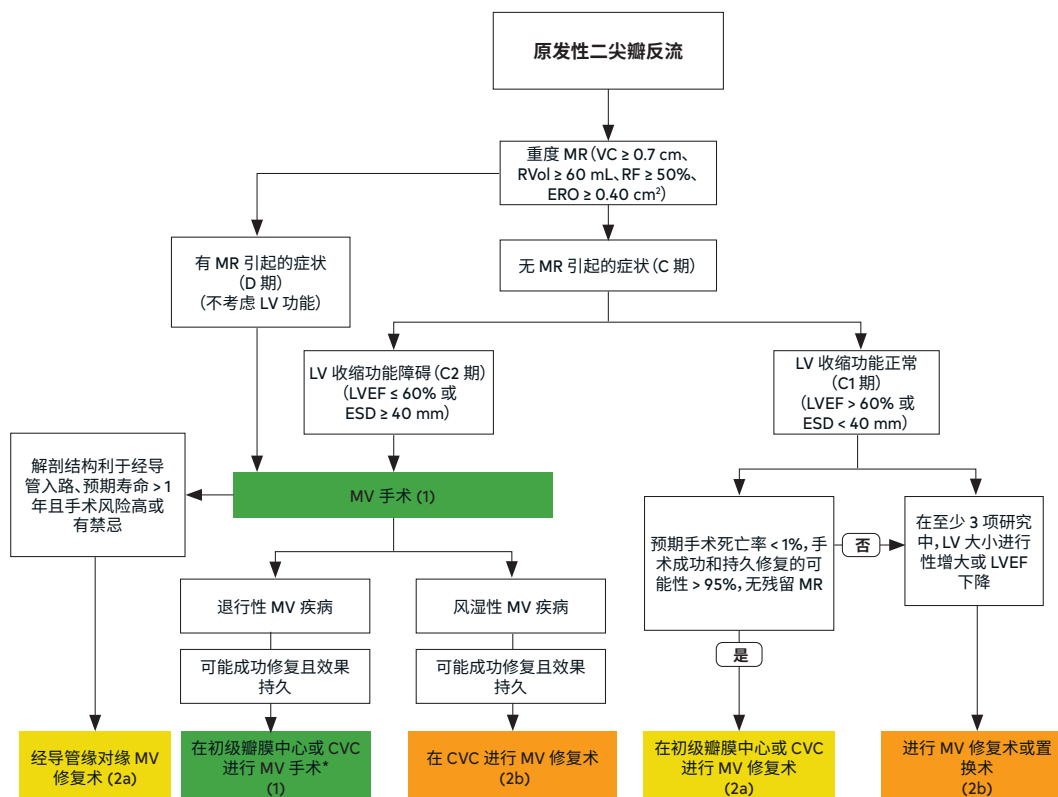 原发性二尖瓣反流
重度 MR（VC ≥ 0.7 cm、
RVol ≥ 60 mL、RF ≥ 50%、
ERO ≥ 0.40 cm²）
有 MR 引起的症状
（D 期）
（不考虑 LV 功能）
无 MR 引起的症状（C 期）
LV 收缩功能障碍（C2 期）
（LVEF ≤ 60% 或
ESD ≥ 40 mm）
LV 收缩功能正常
（C1 期）
（LVEF > 60% 或
ESD < 40 mm）
解剖结构利于经导
管入路、预期寿命 > 1
年且手术风险高或
有禁忌
MV 手术 (1)
预期手术死亡率 < 1%，手
术成功和持久修复的可
能性 > 95%，无残留 MR
否
在至少 3 项研究
中，LV 大小进行
性增大或 LVEF
下降
退行性 MV 疾病
风湿性 MV 疾病
是
可能成功修复且效果
持久
可能成功修复且效果
持久
经导管缘对缘 MV
修复术 (2a)
在初级瓣膜中心或 CVC
进行 MV 手术*
(1)
在 CVC 进行 MV 修复术
(2b)
在初级瓣膜中心或 CVC
进行 MV 修复术
(2a)
进行 MV 修复术或置
换术
(2b)